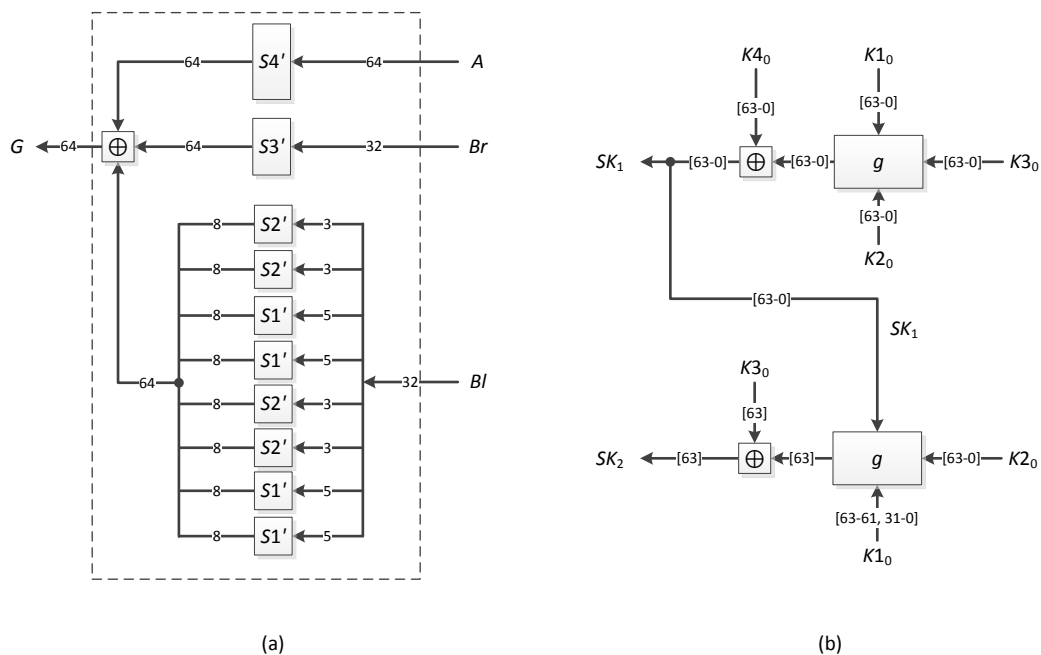 64 S4′ 64 A
G 64 ⊕ 64 S3′ 32 Br
8 S2′ 3
8 S2′ 3
8 S1′ 5
8 S1′ 5
64 32 Bl
8 S2′ 3
8 S2′ 3
8 S1′ 5
8 S1′ 5
(a)
K4₀ K1₀
[63-0] [63-0]
SK₁ [63-0] ⊕ [63-0] g [63-0] K3₀
[63-0]
K2₀
[63-0]
SK₁
K3₀
[63]
SK₂ [63] ⊕ [63] g [63-0] K2₀
[63-61, 31-0]
K1₀
(b)